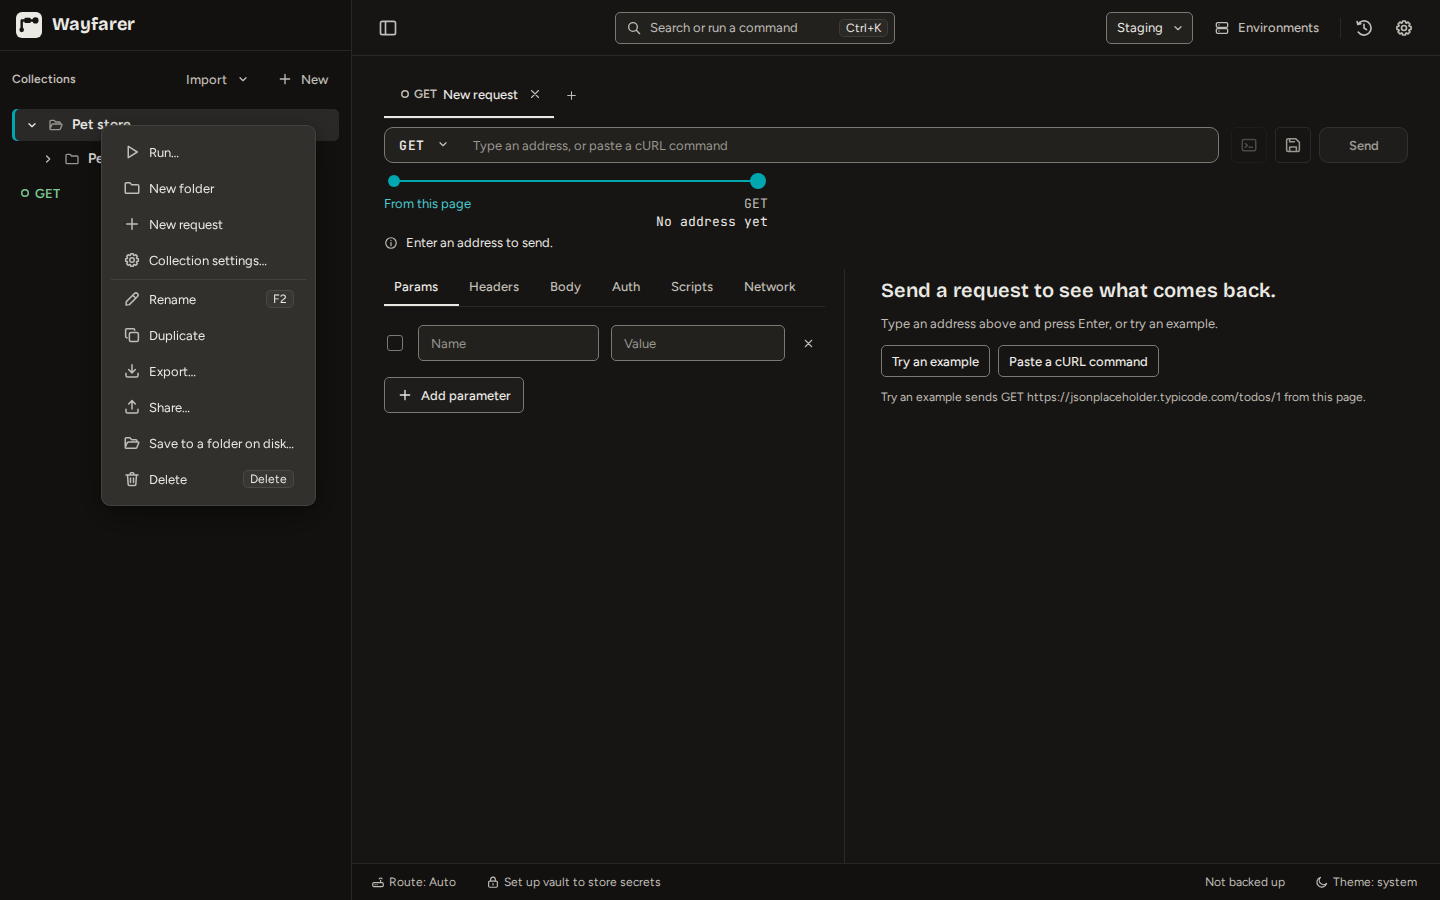 Wayfarer
Search or run a command
Ctrl+K
Staging
Environments
Collections
Import
New
GET New request
Pet store
GET
Run...
New folder
New request
Collection settings...
Rename
F2
Duplicate
Export...
Share...
Save to a folder on disk...
Delete
Delete
GET
Type an address, or paste a cURL command
Send
From this page
GET
No address yet
Enter an address to send.
Params
Headers
Body
Auth
Scripts
Network
Name
Value
Add parameter
Send a request to see what comes back.
Type an address above and press Enter, or try an example.
Try an example
Paste a cURL command
Try an example sends GET https://jsonplaceholder.typicode.com/todos/1 from this page.
Route: Auto
Set up vault to store secrets
Not backed up
Theme: system